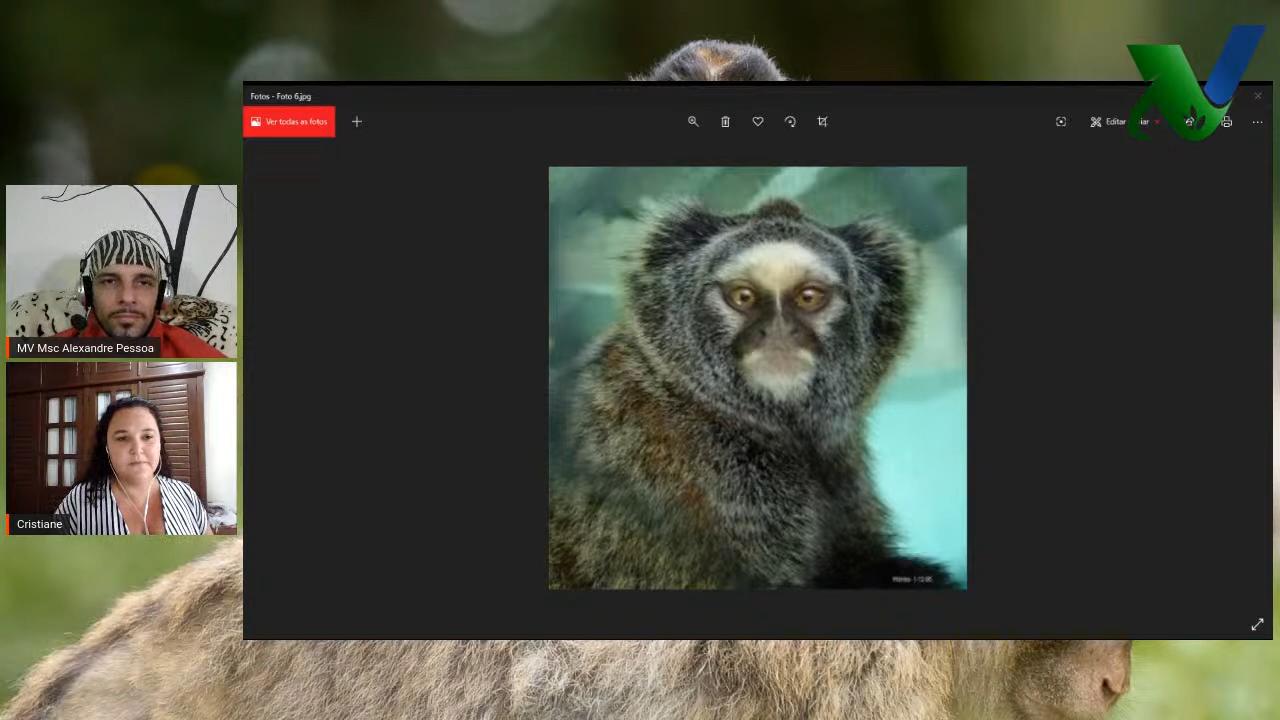 Fotos - Foto 6.jpg
Ver todas as fotos
Editar
MV Msc Alexandre Pessoa
Cristiane